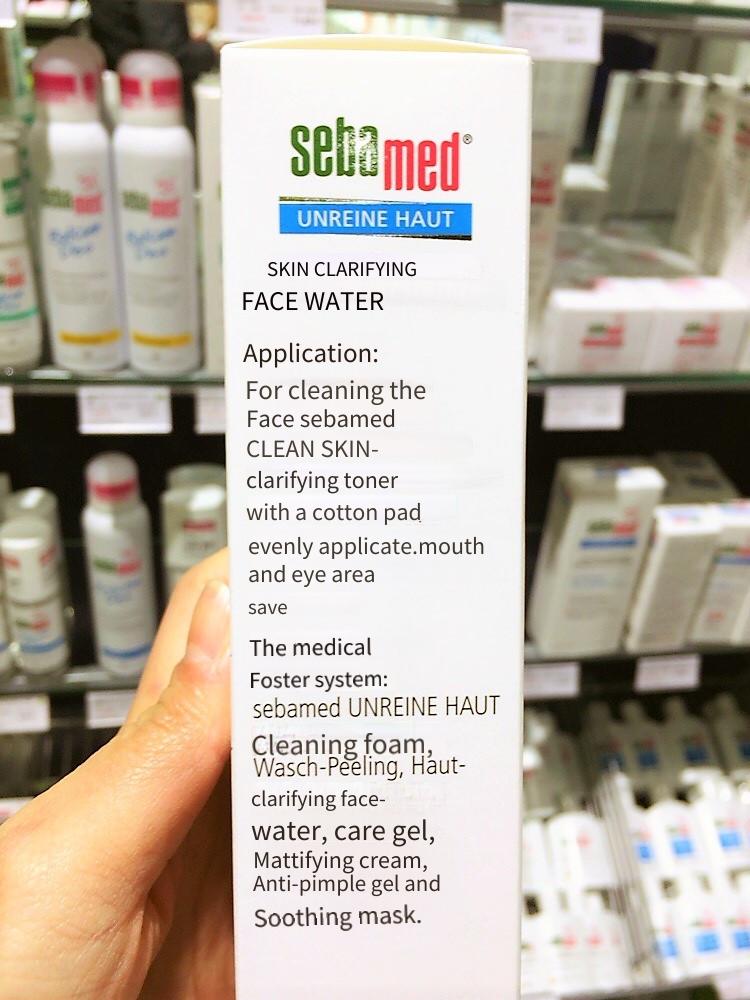 sebamed®
UNREINE HAUT
SKIN CLARIFYING
FACE WATER
Application:
For cleaning the
Face sebamed
CLEAN SKIN-
clarifying toner
with a cotton pad
evenly applicate.mouth
and eye area
save
The medical
Foster system:
sebamed UNREINE HAUT
Cleaning foam,
Wasch-Peeling, Haut-
clarifying face-
water, care gel,
Mattifying cream,
Anti-pimple gel and
Soothing mask.
sebamed
sebamed